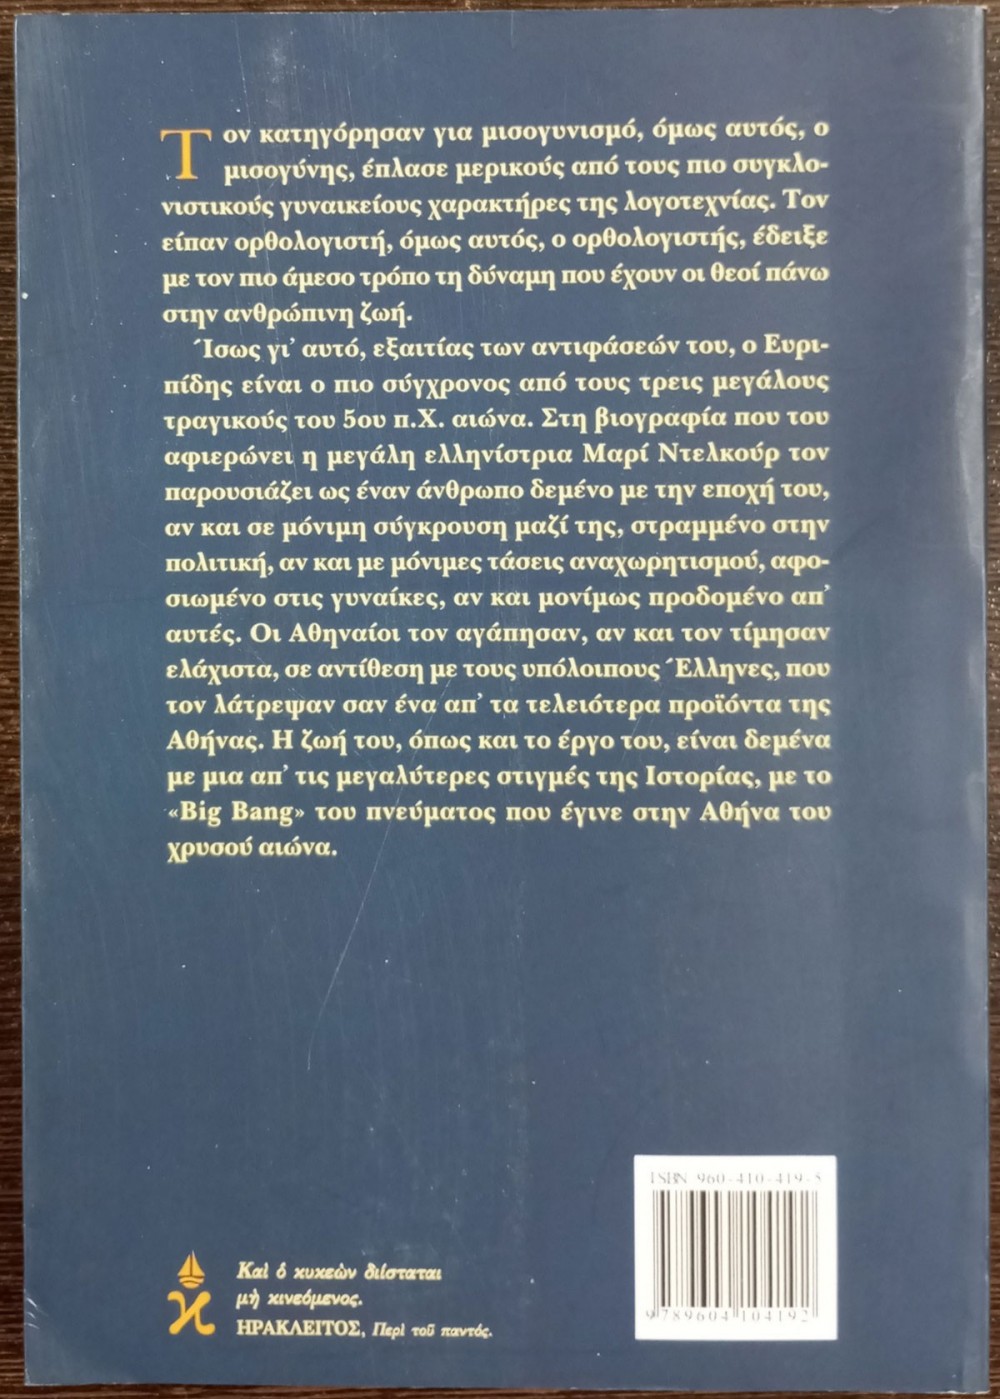 Τον κατηγόρησαν για μισογυνισμό, όμως αυτός, ο
μισογύνης, έπλασε μερικούς από τους πιο συγκλο-
νιστικούς γυναικείους χαρακτήρες της λογοτεχνίας. Τον
είπαν ορθολογιστή, όμως αυτός, ο ορθολογιστής, έδειξε
με τον πιο άμεσο τρόπο τη δύναμη που έχουν οι θεοί πάνω
στην ανθρώπινη ζωή.
Ίσως γι' αυτό, εξαιτίας των αντιφάσεών του, ο Ευρι-
πίδης είναι ο πιο σύγχρονος από τους τρεις μεγάλους
τραγικούς του 5ου π.Χ. αιώνα. Στη βιογραφία που του
αφιερώνει η μεγάλη ελληνίστρια Μαρί Ντελκούρ τον
παρουσιάζει ως έναν άνθρωπο δεμένο με την εποχή του,
αν και σε μόνιμη σύγκρουση μαζί της, στραμμένο στην
πολιτική, αν και με μόνιμες τάσεις αναχωρητισμού, αφο-
σιωμένο στις γυναίκες, αν και μονίμως προδομένο απ'
αυτές. Οι Αθηναίοι τον αγάπησαν, αν και τον τίμησαν
ελάχιστα, σε αντίθεση με τους υπόλοιπους Έλληνες, που
τον λάτρεψαν σαν ένα απ' τα τελειότερα προϊόντα της
Αθήνας. Η ζωή του, όπως και το έργο του, είναι δεμένα
με μια απ' τις μεγαλύτερες στιγμές της Ιστορίας, με το
«Big Bang» του πνεύματος που έγινε στην Αθήνα του
χρυσού αιώνα.
ISBN 960-410-419-5
9 789604 104192
Καὶ ὁ κυκεὼν διίσταται
μὴ κινεόμενος.
ΗΡΑΚΛΕΙΤΟΣ, Περὶ τοῦ παντός.